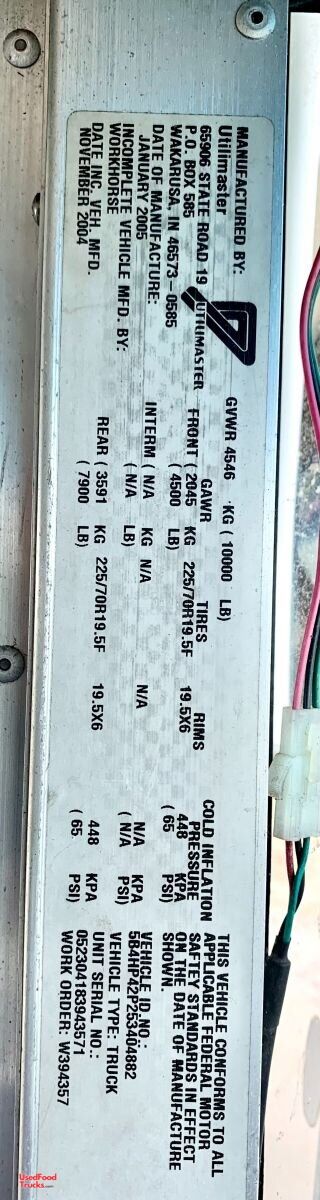 MANUFACTURED BY:
Utilimaster
65906 STATE ROAD 19
P.O. BOX 585
WAKARUSA, IN 46573-0585
DATE OF MANUFACTURE:
JANUARY 2005
INCOMPLETE VEHICLE MFD. BY:
WORKHORSE
DATE INC. VEH. MFD.
NOVEMBER 2004
UTILIMASTER
GVWR 4546 KG ( 10000 LB)
GAWR TIRES RIMS COLD INFLATION PRESSURE
FRONT ( 2045 KG 225/70R19.5F 19.5X6 448 KPA
( 4500 LB) ( 65 PSI)
INTERM ( N/A KG N/A N/A N/A KPA
( N/A LB) ( N/A PSI)
REAR ( 3591 KG 225/70R19.5F 19.5X6 448 KPA
( 7900 LB) ( 65 PSI)
THIS VEHICLE COMFORMS TO ALL
APPLICABLE FEDERAL MOTOR
SAFTEY STANDARDS IN EFFECT
ON THE DATE OF MANUFACTURE
SHOWN.
VEHICLE ID NO.:
5B4HP42P253404882
VEHICLE TYPE: TRUCK
UNIT SERIAL NO.:
052304183943571
WORK ORDER: W394357
UsedFood
Trucks.com